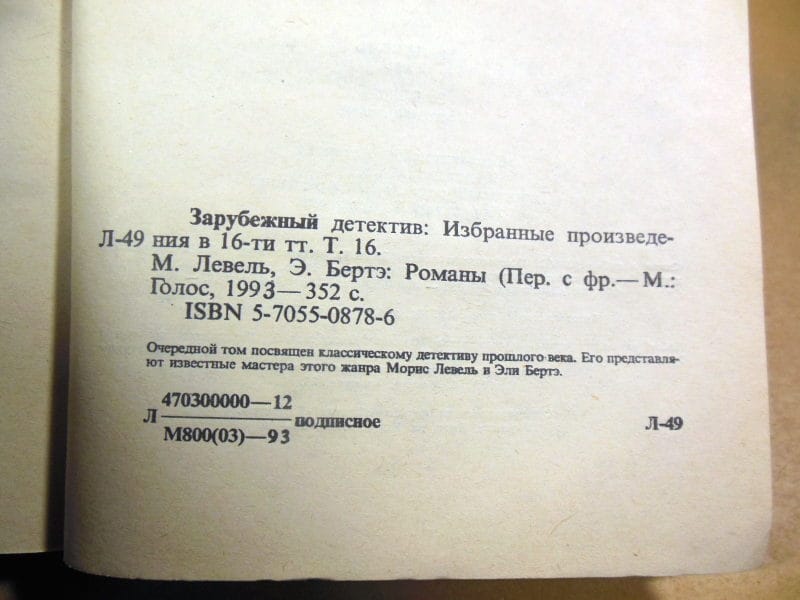 Зарубежный детектив: Избранные произведе-
Л-49 ния в 16-ти тт. Т. 16.
М. Левель, Э. Бертэ: Романы (Пер. с фр.— М.:
Голос, 1993— 352 с.
ISBN 5-7055-0878-6
Очередной том посвящен классическому детективу прошлого века. Его представля-
ют известные мастера этого жанра Морис Левель и Эли Бертэ.
470300000—12
Л подписное Л-49
М800(03)—93